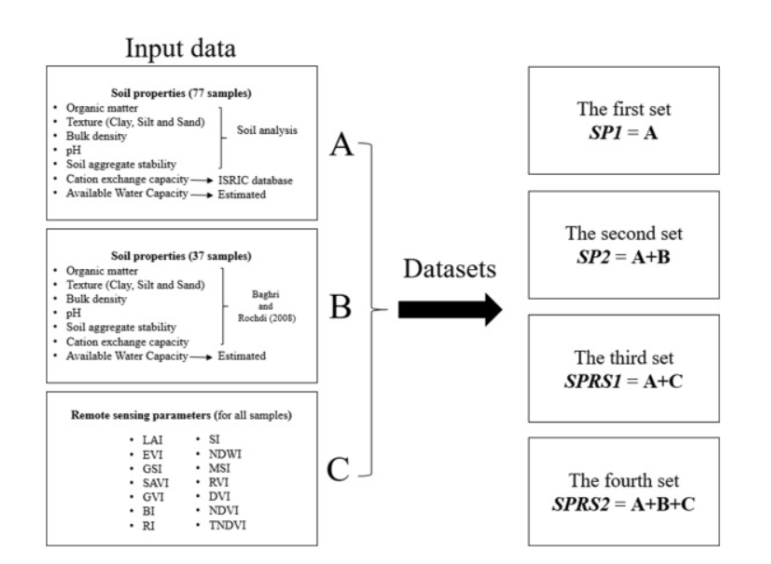 Input data
Soil properties (77 samples)
• Organic matter
• Texture (Clay, Silt and Sand)
• Bulk density
• pH
• Soil aggregate stability
Soil analysis
• Cation exchange capacity → ISRIC database
• Available Water Capacity → Estimated
A
Soil properties (37 samples)
• Organic matter
• Texture (Clay, Silt and Sand)
• Bulk density
• pH
• Soil aggregate stability
• Cation exchange capacity
Baghri
and
Rochdi (2008)
• Available Water Capacity → Estimated
B
Remote sensing parameters (for all samples)
• LAI
• EVI
• GSI
• SAVI
• GVI
• BI
• RI
• SI
• NDWI
• MSI
• RVI
• DVI
• NDVI
• TNDVI
C
Datasets
The first set
SP1 = A
The second set
SP2 = A+B
The third set
SPRS1 = A+C
The fourth set
SPRS2 = A+B+C